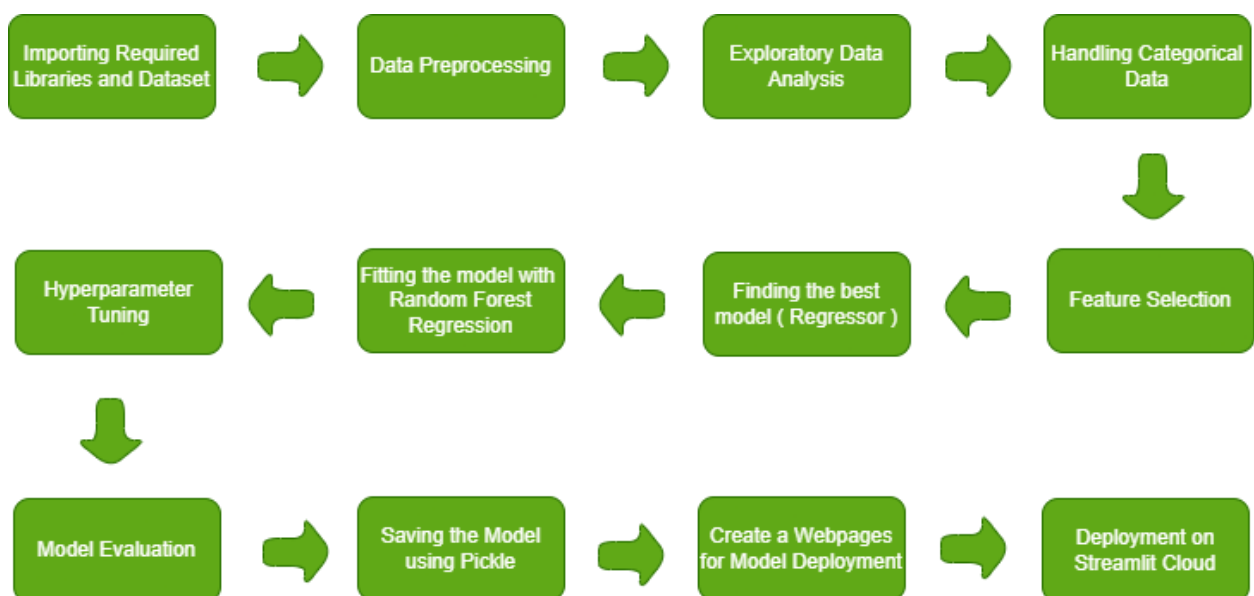 Importing Required
Libraries and Dataset
Data Preprocessing
Exploratory Data
Analysis
Handling Categorical
Data
Feature Selection
Finding the best
model ( Regressor )
Fitting the model with
Random Forest
Regression
Hyperparameter
Tuning
Model Evaluation
Saving the Model
using Pickle
Create a Webpages
for Model Deployment
Deployment on
Streamlit Cloud